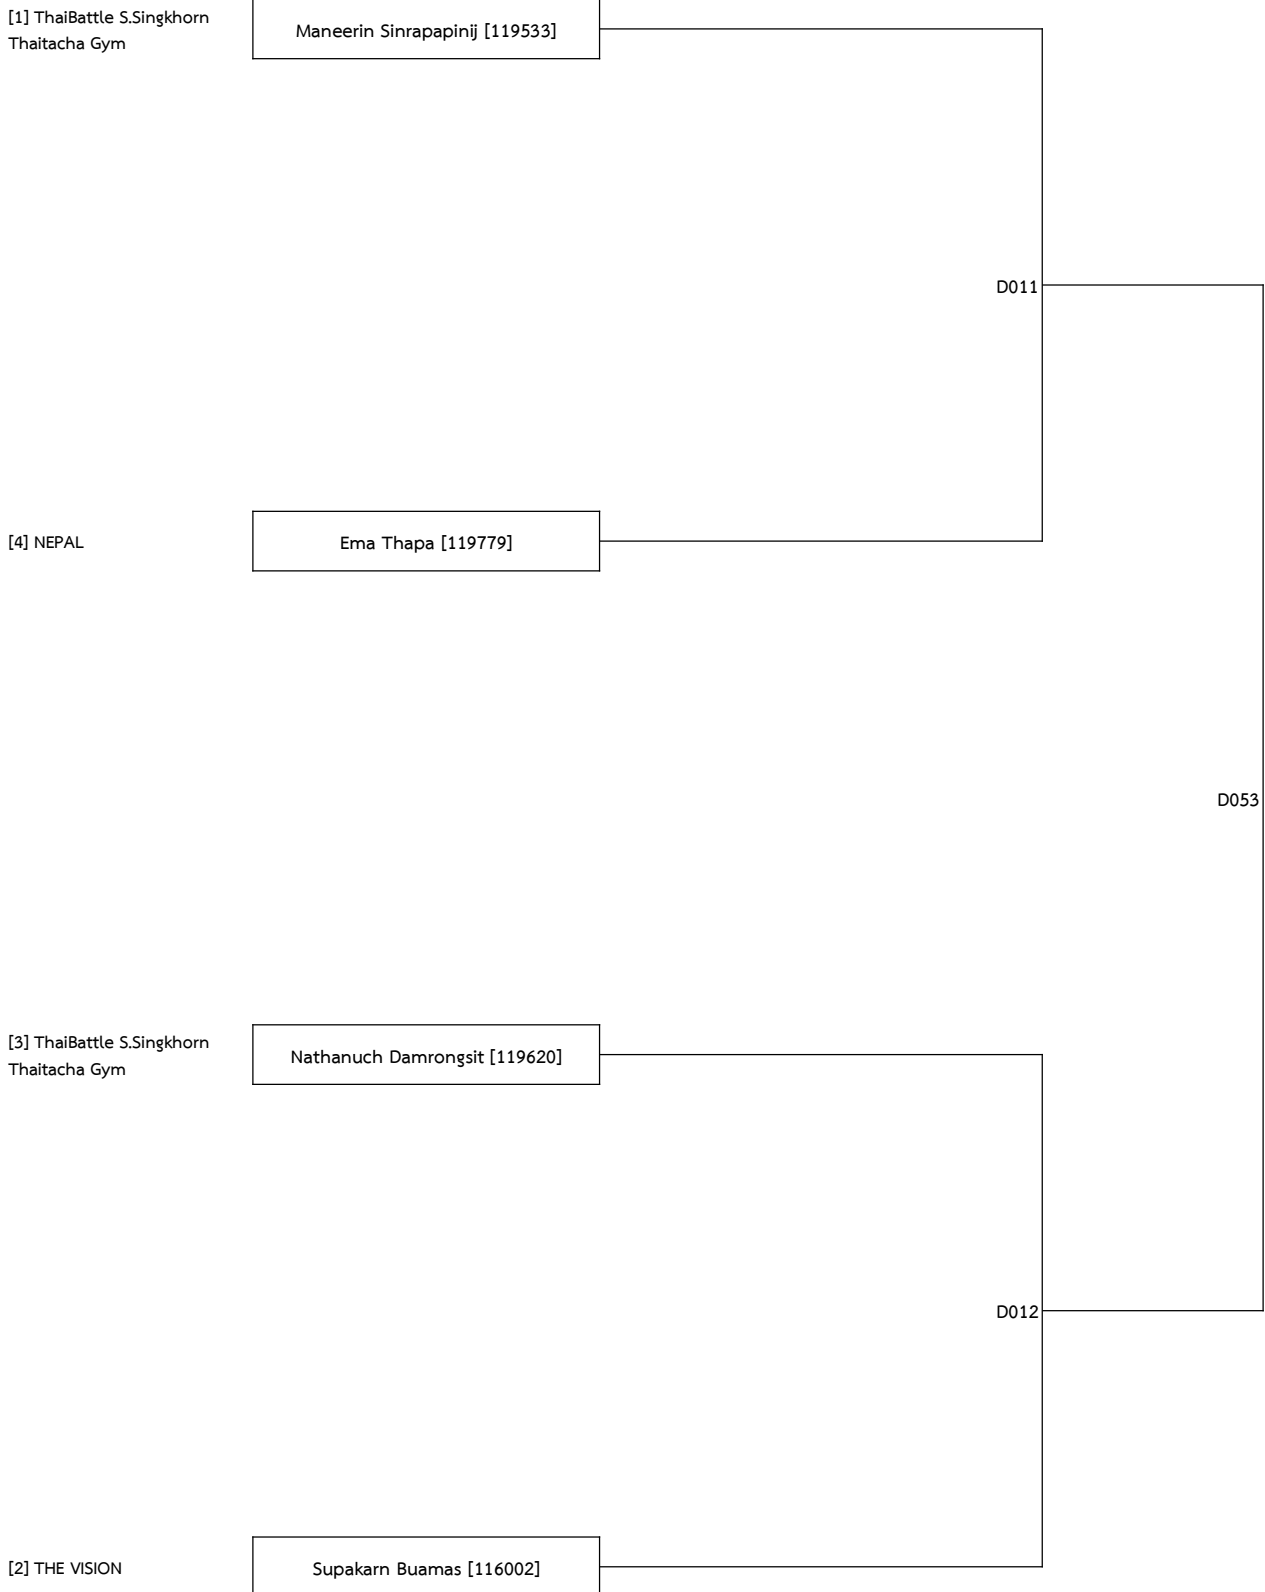 [1] ThaiBattle S.Singkhorn
Thaitacha Gym
Maneerin Sinrapapinij [119533]
D011
[4] NEPAL
Ema Thapa [119779]
D053
[3] ThaiBattle S.Singkhorn
Thaitacha Gym
Nathanuch Damrongsit [119620]
D012
[2] THE VISION
Supakarn Buamas [116002]